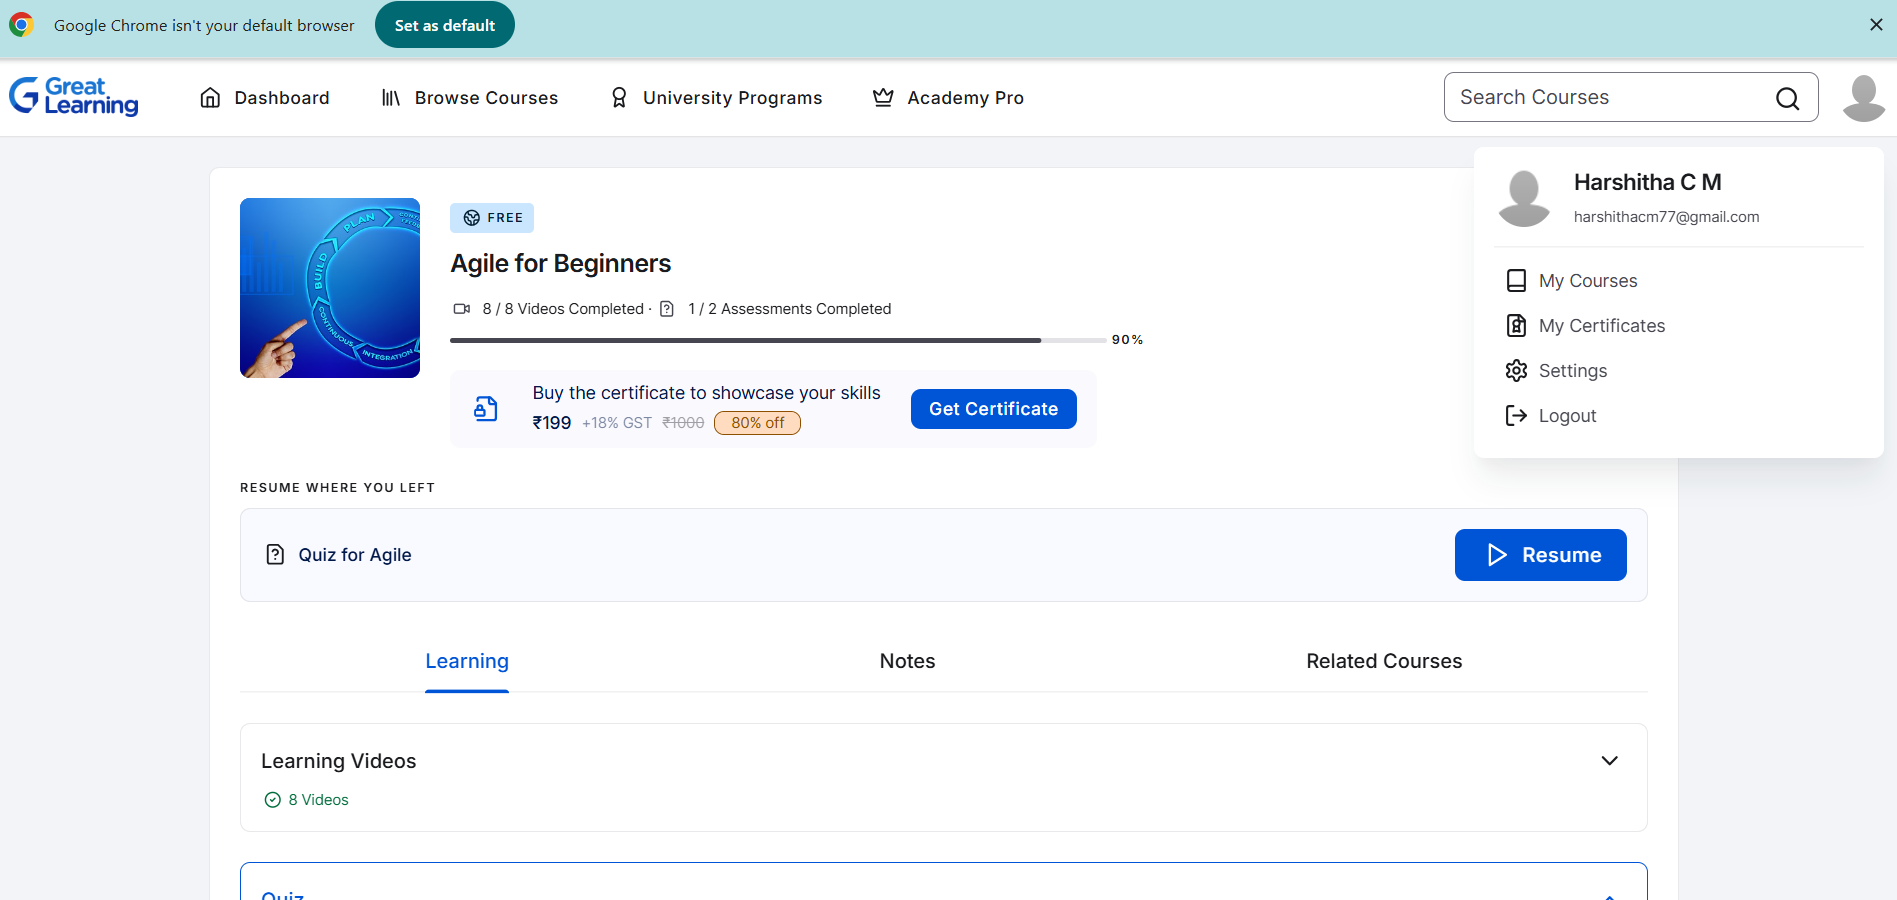 Google Chrome isn't your default browser
Set as default
Great
Learning
Dashboard
Browse Courses
University Programs
Academy Pro
Search Courses
Harshitha C M
harshithacm77@gmail.com
My Courses
My Certificates
Settings
Logout
PLAN
BUILD
CONTINUOUS
INTEGRATION
FREE
Agile for Beginners
8 / 8 Videos Completed · 1 / 2 Assessments Completed
90%
Buy the certificate to showcase your skills
₹199 +18% GST ₹1000 80% off
Get Certificate
RESUME WHERE YOU LEFT
Quiz for Agile
Resume
Learning
Notes
Related Courses
Learning Videos
8 Videos
Quiz